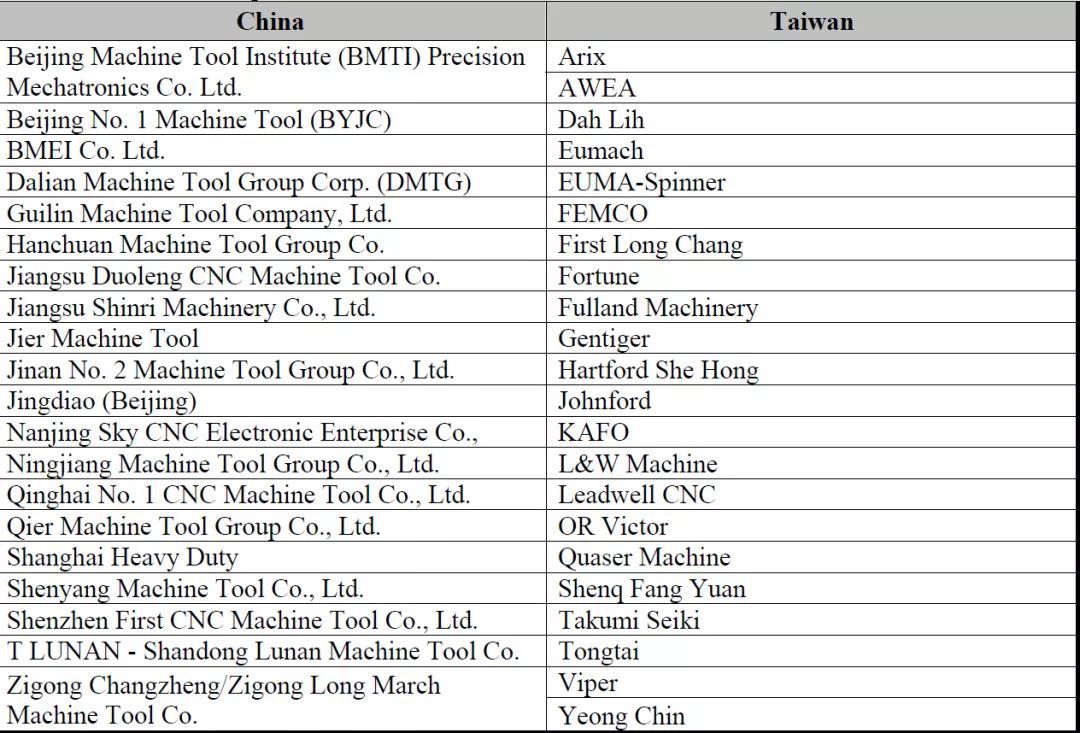 China Taiwan
Beijing Machine Tool Institute (BMTI) Precision Arix
Mechatronics Co. Ltd. AWEA
Beijing No. 1 Machine Tool (BYJC) Dah Lih
BMEI Co. Ltd. Eumach
Dalian Machine Tool Group Corp. (DMTG) EUMA-Spinner
Guilin Machine Tool Company, Ltd. FEMCO
Hanchuan Machine Tool Group Co. First Long Chang
Jiangsu Duoleng CNC Machine Tool Co. Fortune
Jiangsu Shinri Machinery Co., Ltd. Fulland Machinery
Jier Machine Tool Gentiger
Jinan No. 2 Machine Tool Group Co., Ltd. Hartford She Hong
Jingdiao (Beijing) Johnford
Nanjing Sky CNC Electronic Enterprise Co., KAFO
Ningjiang Machine Tool Group Co., Ltd. L&W Machine
Qinghai No. 1 CNC Machine Tool Co., Ltd. Leadwell CNC
Qier Machine Tool Group Co., Ltd. OR Victor
Shanghai Heavy Duty Quaser Machine
Shenyang Machine Tool Co., Ltd. Shenq Fang Yuan
Shenzhen First CNC Machine Tool Co., Ltd. Takumi Seiki
T LUNAN - Shandong Lunan Machine Tool Co. Tongtai
Zigong Changzheng/Zigong Long March Viper
Machine Tool Co. Yeong Chin